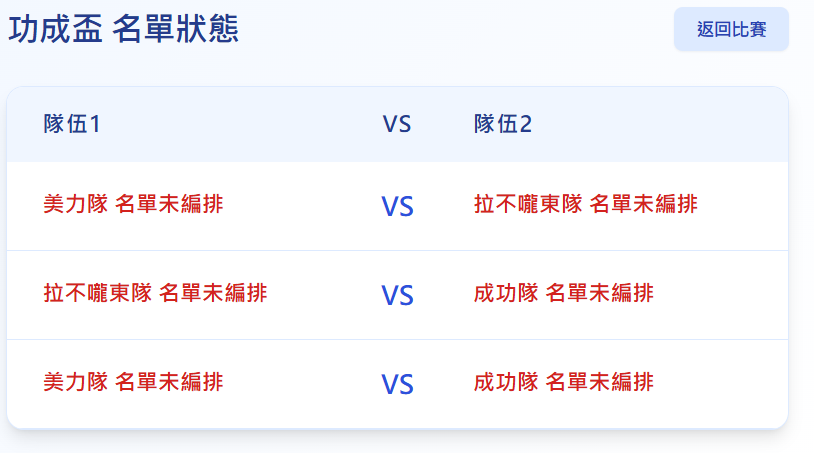 功成盃 名單狀態
返回比賽
隊伍1 VS 隊伍2
美力隊 名單未編排 VS 拉不嚨東隊 名單未編排
拉不嚨東隊 名單未編排 VS 成功隊 名單未編排
美力隊 名單未編排 VS 成功隊 名單未編排